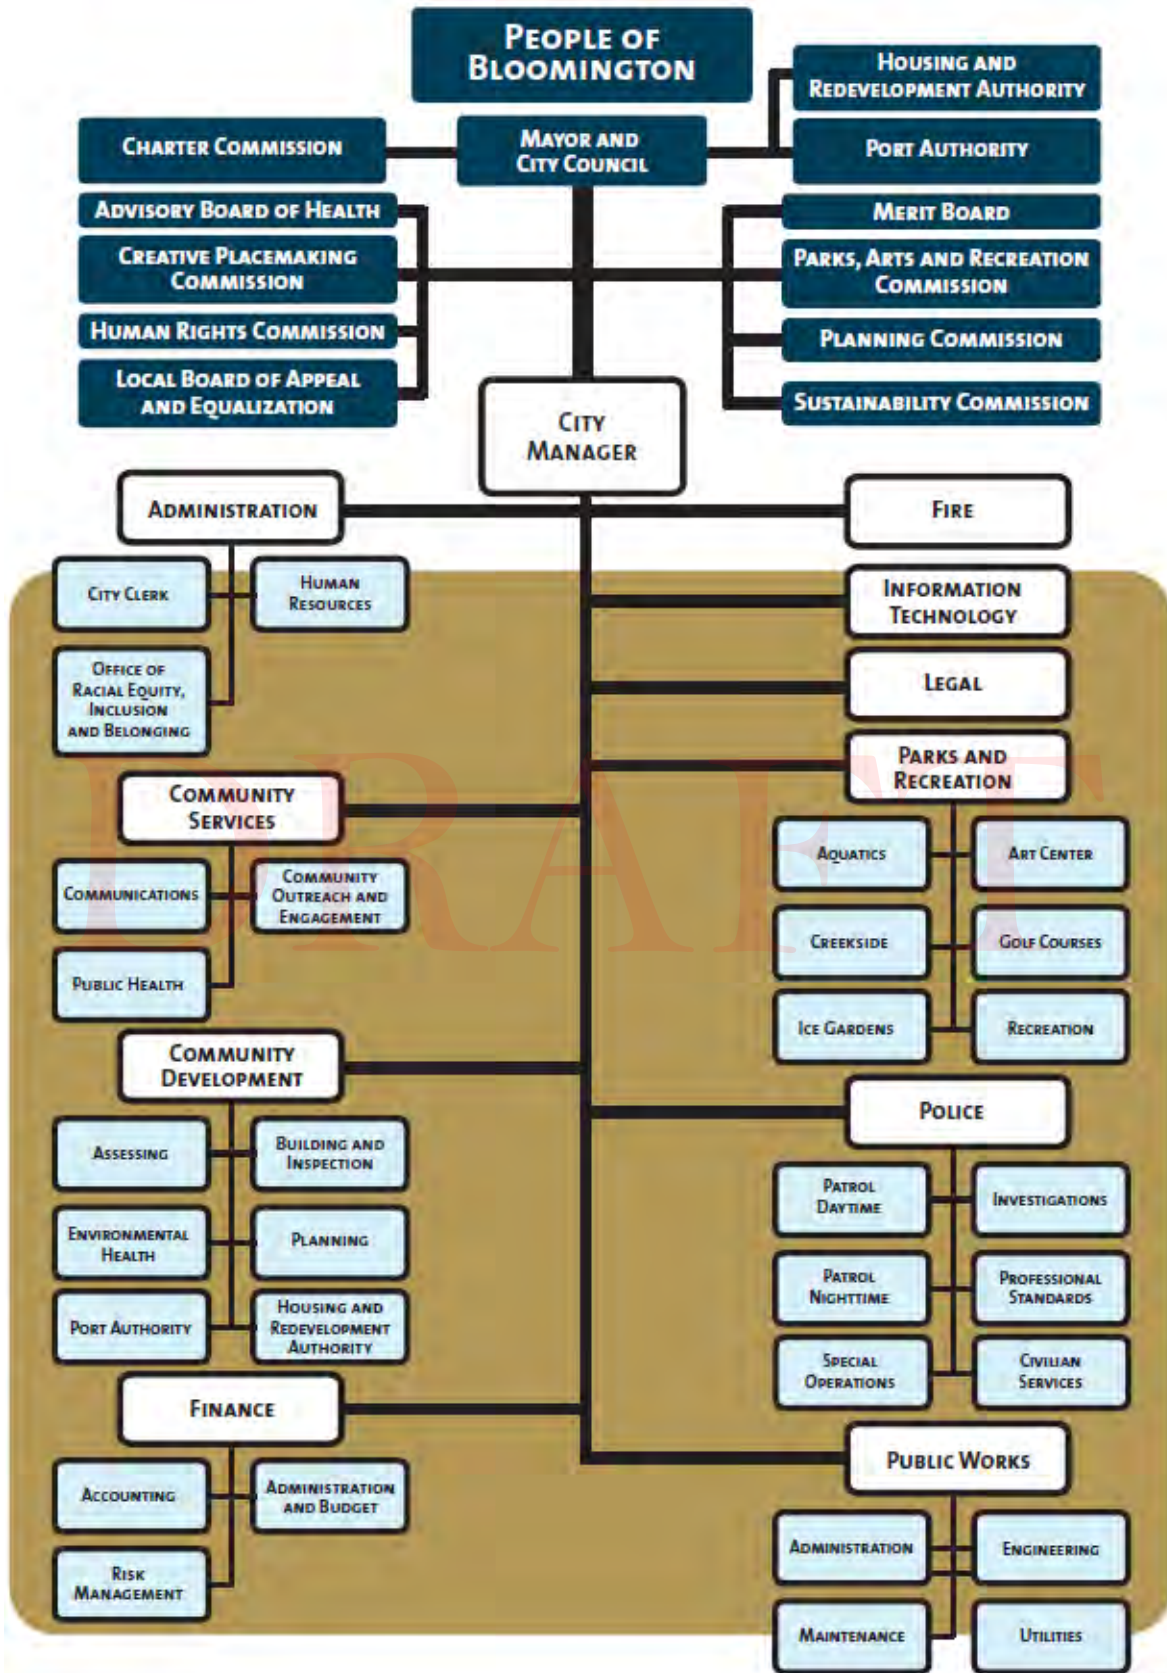 PEOPLE OF
BLOOMINGTON
HOUSING AND
REDEVELOPMENT AUTHORITY
CHARTER COMMISSION
MAYOR AND
CITY COUNCIL
PORT AUTHORITY
ADVISORY BOARD OF HEALTH
MERIT BOARD
CREATIVE PLACEMAKING
COMMISSION
PARKS, ARTS AND RECREATION
COMMISSION
HUMAN RIGHTS COMMISSION
PLANNING COMMISSION
LOCAL BOARD OF APPEAL
AND EQUALIZATION
SUSTAINABILITY COMMISSION
CITY
MANAGER
ADMINISTRATION
CITY CLERK
HUMAN
RESOURCES
OFFICE OF
RACIAL EQUITY,
INCLUSION
AND BELONGING
COMMUNITY
SERVICES
COMMUNICATIONS
COMMUNITY
OUTREACH AND
ENGAGEMENT
PUBLIC HEALTH
COMMUNITY
DEVELOPMENT
ASSESSING
BUILDING AND
INSPECTION
ENVIRONMENTAL
HEALTH
PLANNING
PORT AUTHORITY
HOUSING AND
REDEVELOPMENT
AUTHORITY
FINANCE
ACCOUNTING
ADMINISTRATION
AND BUDGET
RISK
MANAGEMENT
FIRE
INFORMATION
TECHNOLOGY
LEGAL
PARKS AND
RECREATION
AQUATICS
ART CENTER
CREEKSIDE
GOLF COURSES
ICE GARDENS
RECREATION
POLICE
PATROL
DAYTIME
INVESTIGATIONS
PATROL
NIGHTTIME
PROFESSIONAL
STANDARDS
SPECIAL
OPERATIONS
CIVILIAN
SERVICES
PUBLIC WORKS
ADMINISTRATION
ENGINEERING
MAINTENANCE
UTILITIES
DRAFT